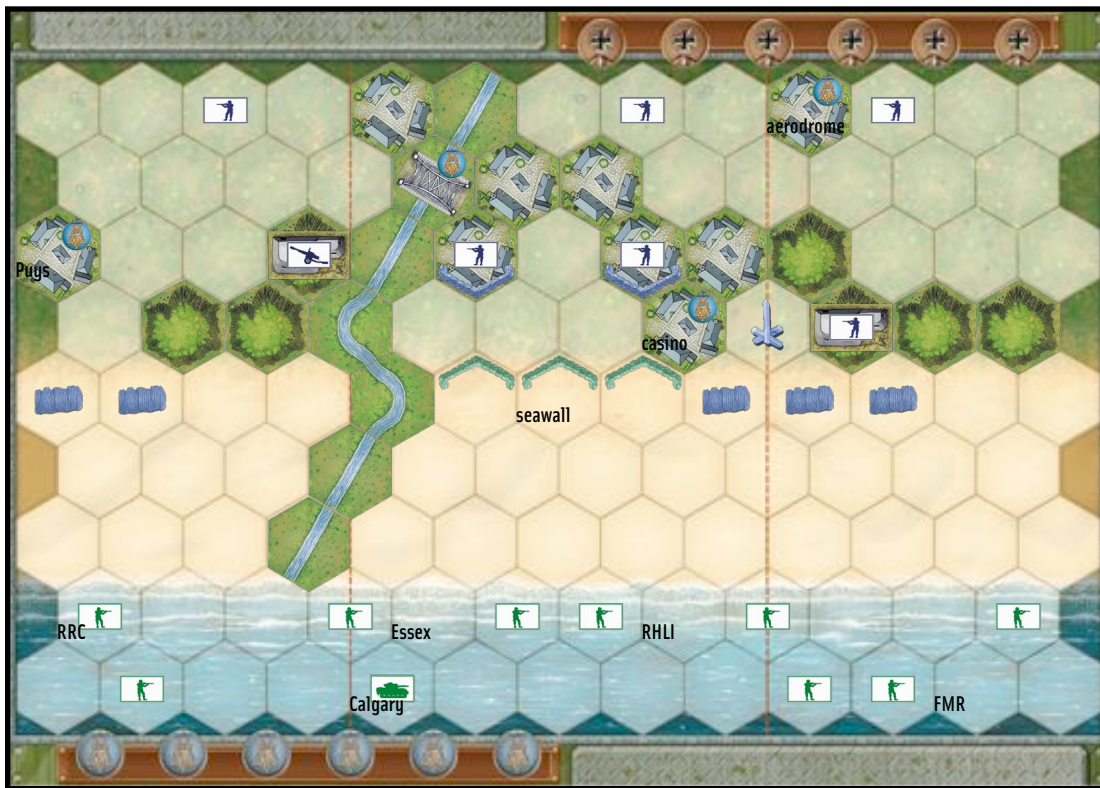 aerodrome
Puys
casino
seawall
RRC
Essex
RHLI
Calgary
FMR